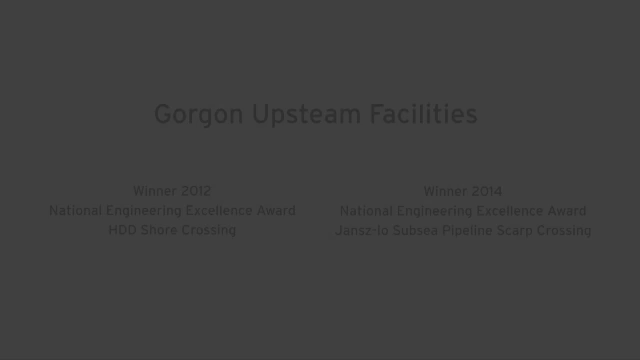 Gorgon Upsteam Facilities
Winner 2012
National Engineering Excellence Award
HDD Shore Crossing
Winner 2014
National Engineering Excellence Award
Jansz-Io Subsea Pipeline Scarp Crossing